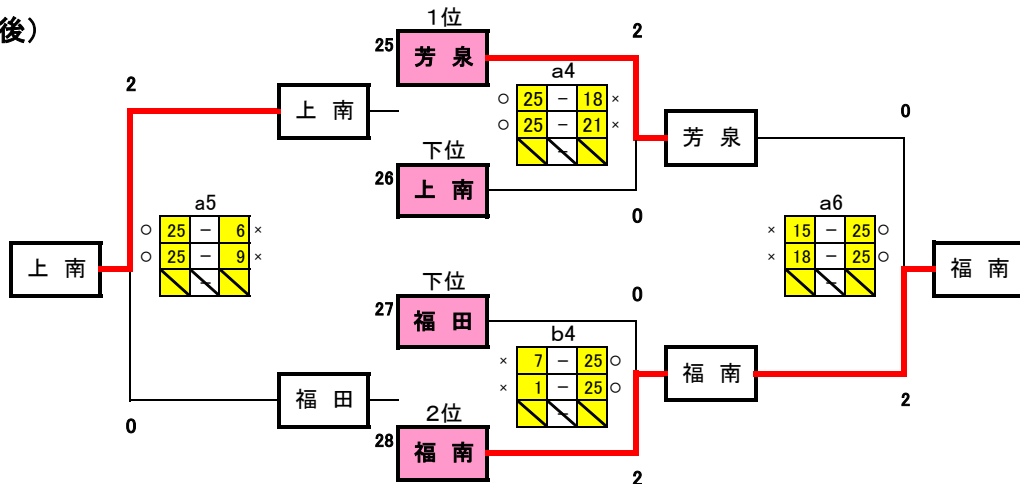 後）
1位
25 芳 泉 2
2 a4
上 南 ○ 25 － 18 × 0
○ 25 － 21 × 芳 泉
下位 －
26 上 南
a5 a6
0
○ 25 － 6 × × 15 － 25 ○
○ 25 － 9 × × 18 － 25 ○
上 南 － 下位 － 福 南
0
27 福 田
b4
× 7 － 25 ○
福 南
× 1 － 25 ○
福 田 － 2
0 2位
28 福 南
2